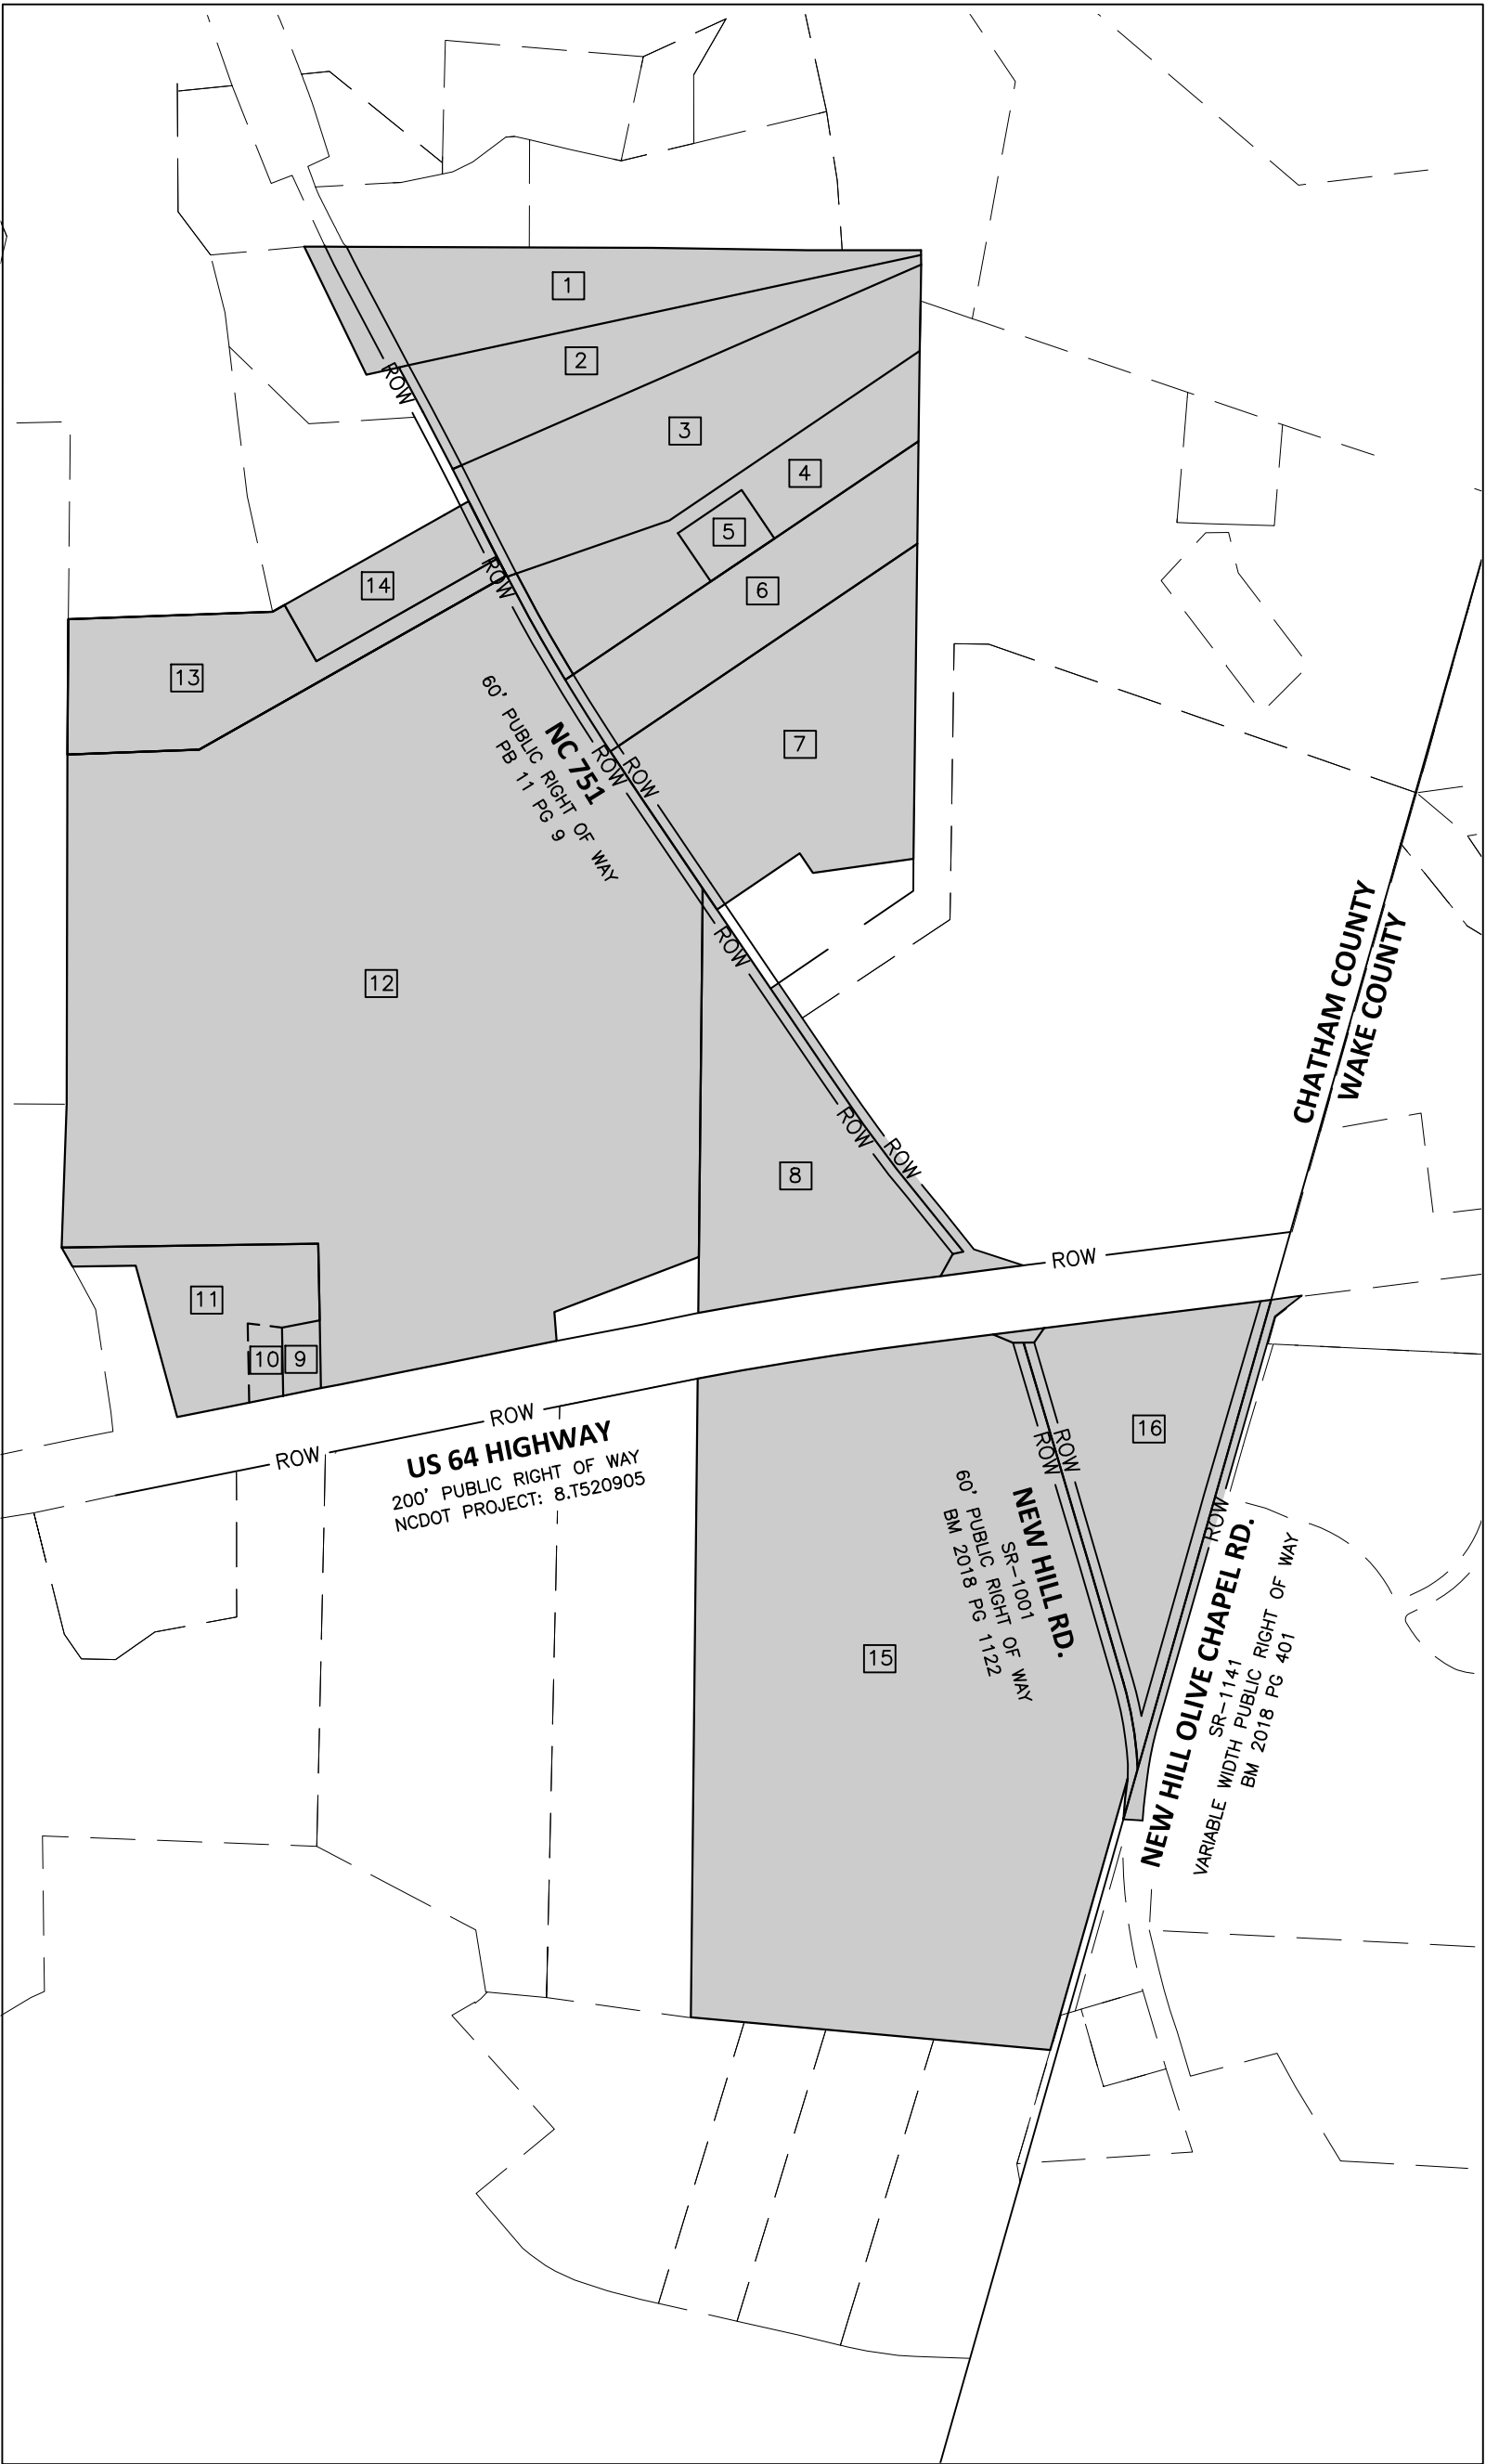 1
2
ROW
3
4
5
14
ROW
6
13
NC 751
60' PUBLIC RIGHT OF WAY
PB 11 PG 9
ROW
ROW
7
ROW
12
CHATHAM COUNTY
WAKE COUNTY
ROW
ROW
8
ROW
11
10
9
ROW
ROW
US 64 HIGHWAY
200' PUBLIC RIGHT OF WAY
NCDOT PROJECT: 8.T520905
16
ROW
ROW
NEW HILL RD.
SR-1001
60' PUBLIC RIGHT OF WAY
BM 2018 PG 1122
ROW
15
NEW HILL OLIVE CHAPEL RD.
SR-1141
VARIABLE WIDTH PUBLIC RIGHT OF WAY
BM 2018 PG 401